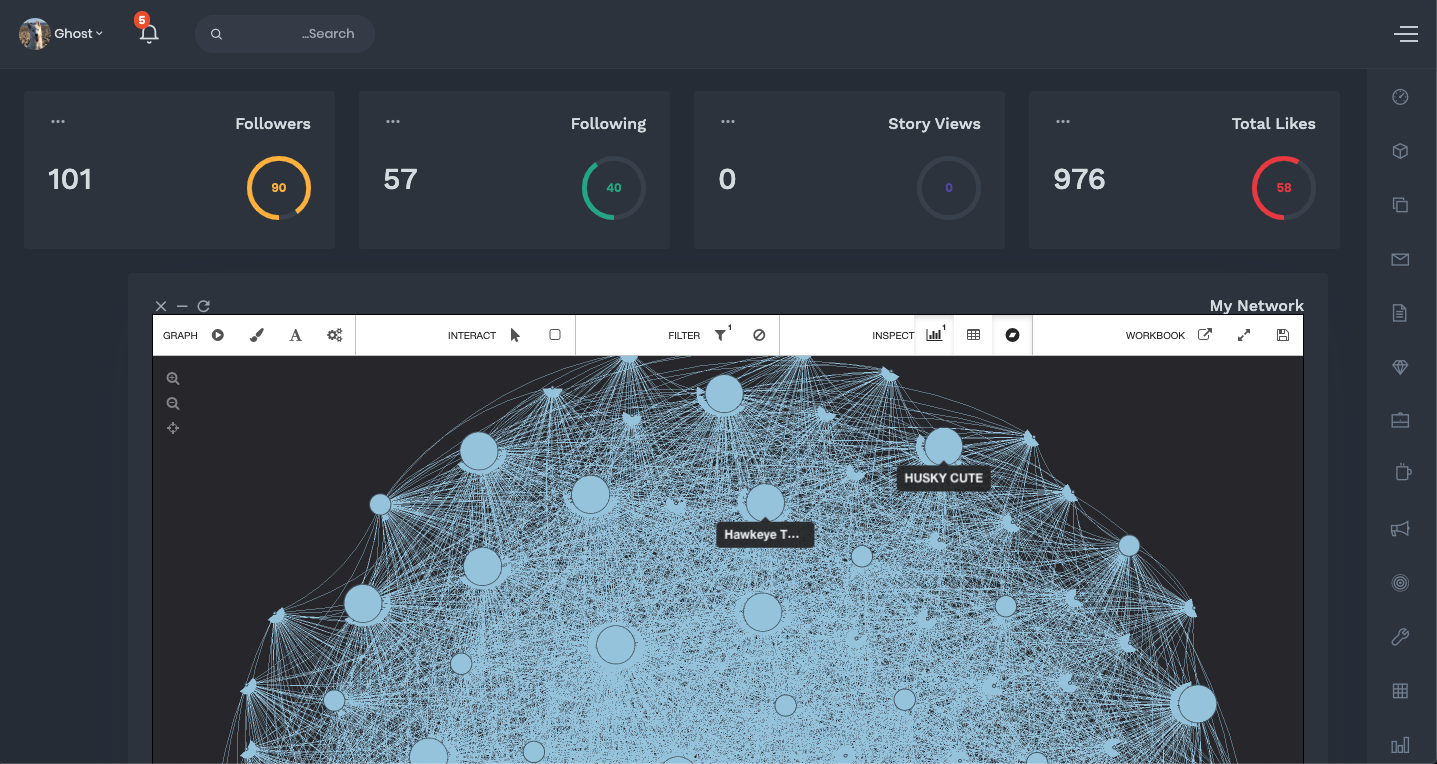 Ghost
5
...Search
Followers
101
90
Following
57
40
Story Views
0
0
Total Likes
976
58
My Network
GRAPH A INTERACT FILTER 1 INSPECT 1 WORKBOOK
HUSKY CUTE
Hawkeye T...